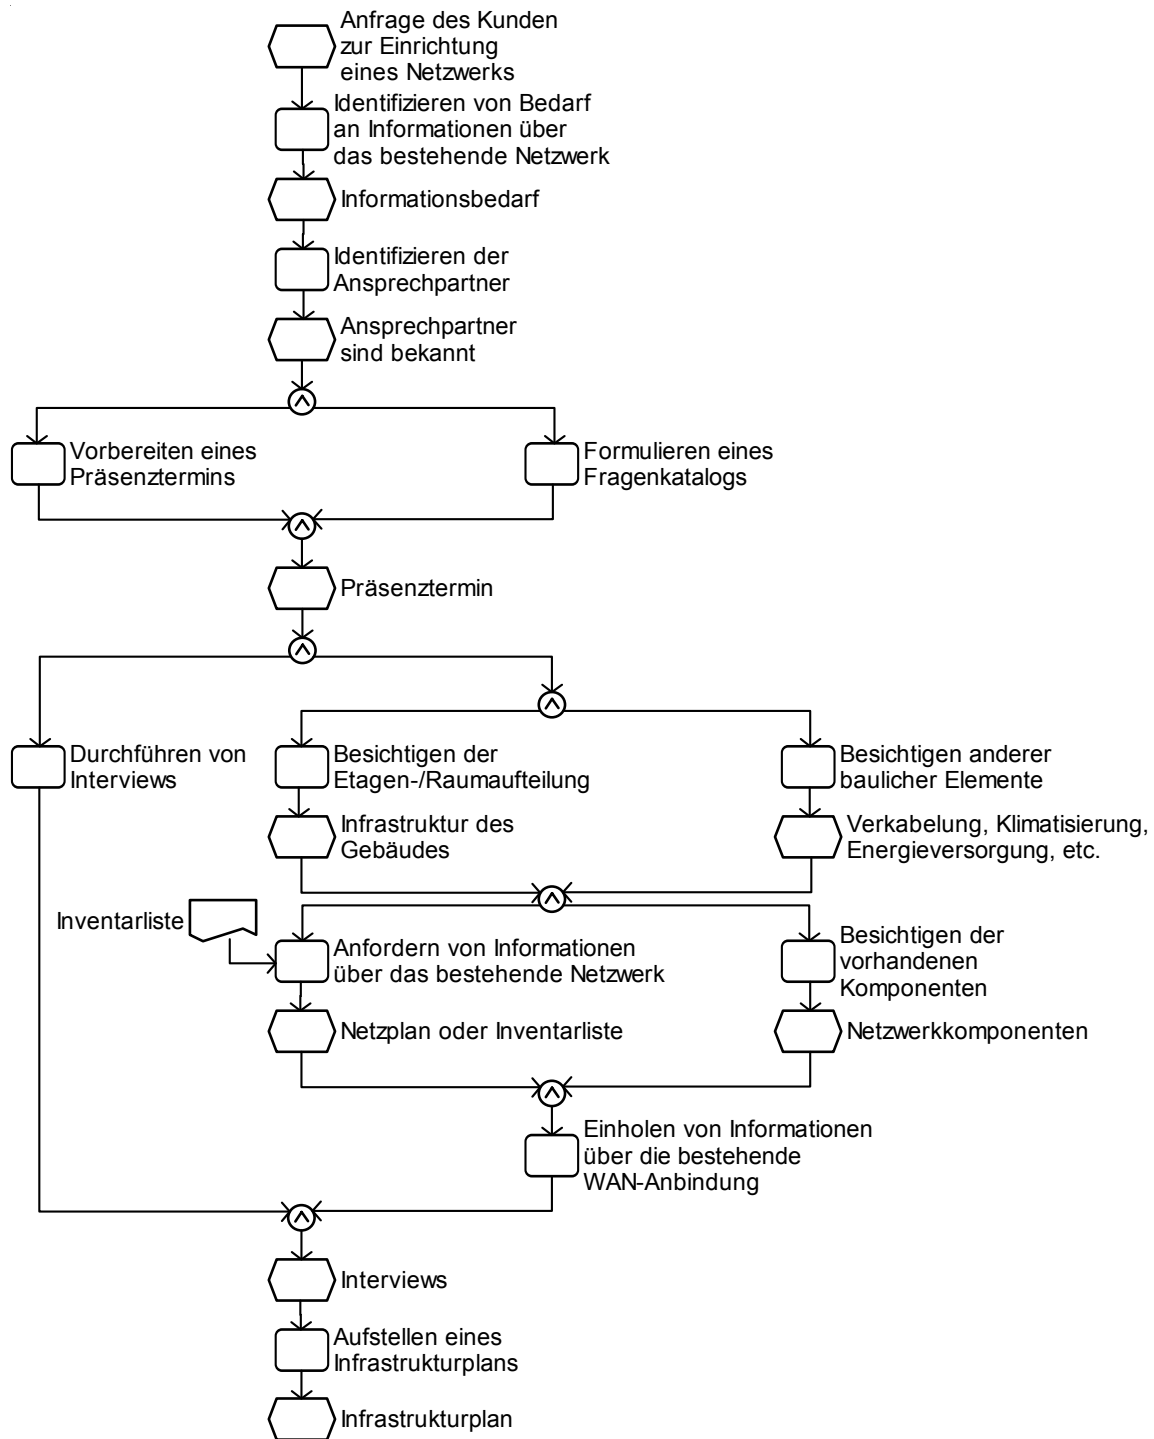 Anfrage des Kunden
zur Einrichtung
eines Netzwerks
Identifizieren von Bedarf
an Informationen über
das bestehende Netzwerk
Informationsbedarf
Identifizieren der
Ansprechpartner
Ansprechpartner
sind bekannt
Vorbereiten eines
Präsenztermins
Formulieren eines
Fragenkatalogs
Präsenztermin
Durchführen von
Interviews
Besichtigen der
Etagen-/Raumaufteilung
Besichtigen anderer
baulicher Elemente
Infrastruktur des
Gebäudes
Verkabelung, Klimatisierung,
Energieversorgung, etc.
Inventarliste
Anfordern von Informationen
über das bestehende Netzwerk
Besichtigen der
vorhandenen
Komponenten
Netzplan oder Inventarliste
Netzwerkkomponenten
Einholen von Informationen
über die bestehende
WAN-Anbindung
Interviews
Aufstellen eines
Infrastrukturplans
Infrastrukturplan